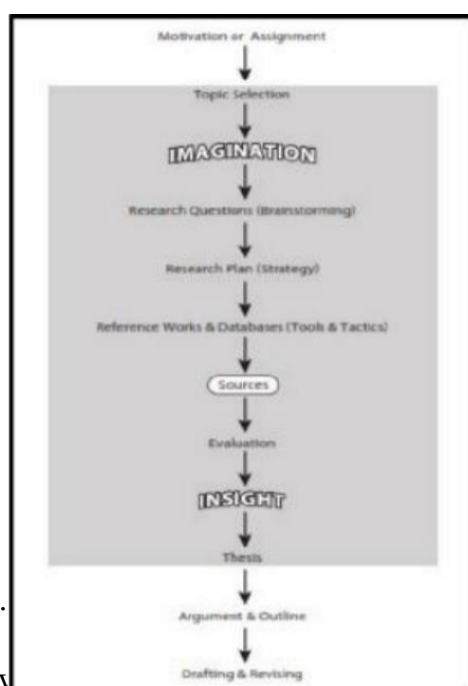 Motivation or Assignment
Topic Selection
IMAGINATION
Research Questions (Brainstorming)
Research Plan (Strategy)
Reference Works & Databases (Tools & Tactics)
Sources
Evaluation
INSIGHT
Thesis
Argument & Outline
Drafting & Revising